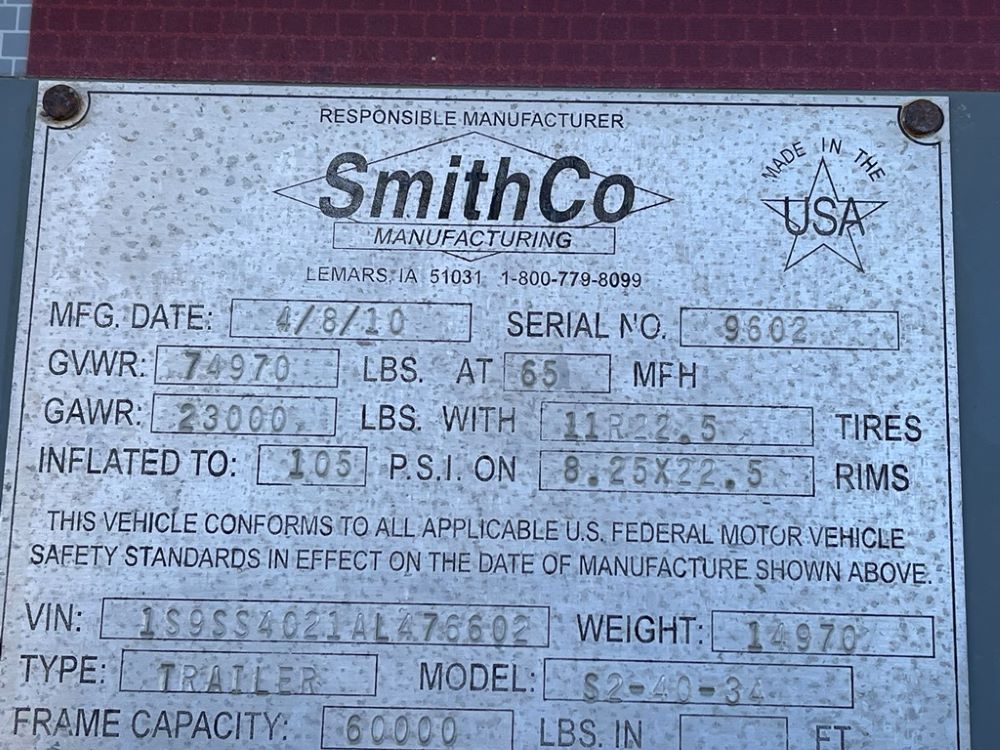 RESPONSIBLE MANUFACTURER
SmithCo
MANUFACTURING
LEMARS, IA 51031 1-800-779-8099
MADE IN THE
USA
MFG. DATE: 4/8/10 SERIAL NO. 9602
GVWR: 74970 LBS. AT 65 MPH
GAWR: 23000 LBS. WITH 11R22.5 TIRES
INFLATED TO: 105 P.S.I. ON 8.25X22.5 RIMS
THIS VEHICLE CONFORMS TO ALL APPLICABLE U.S. FEDERAL MOTOR VEHICLE
SAFETY STANDARDS IN EFFECT ON THE DATE OF MANUFACTURE SHOWN ABOVE.
VIN: 1S9SS4021AL476602 WEIGHT: 14970
TYPE: TRAILER MODEL: S2-40-34
FRAME CAPACITY: 60000 LBS. IN FT